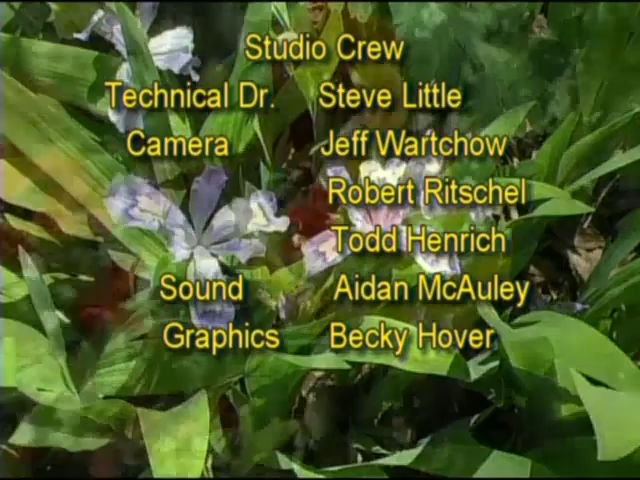 Studio Crew
Technical Dr. Steve Little
Camera Jeff Wartchow
Robert Ritschel
Todd Henrich
Sound Aidan McAuley
Graphics Becky Hover